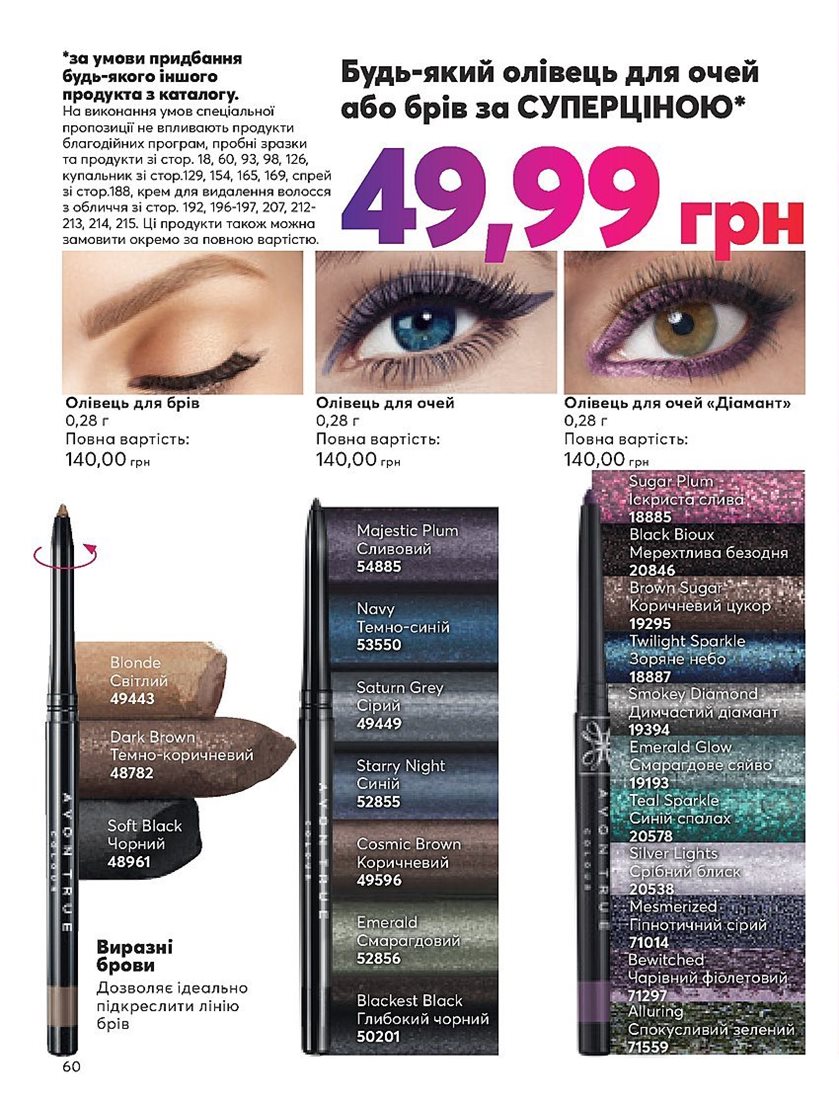 *за умови придбання
будь-якого іншого
продукта з каталогу.
На виконання умов спеціальної
пропозиції не впливають продукти
благодійних програм, пробні зразки
та продукти зі стор. 18, 60, 93, 98, 126,
купальник зі стор.129, 154, 165, 169, спрей
зі стор.188, крем для видалення волосся
з обличчя зі стор. 192, 196-197, 207, 212-
213, 214, 215. Ці продукти також можна
замовити окремо за повною вартістю.
Будь-який олівець для очей
або брів за СУПЕРЦІНОЮ*
49,99 грн
Олівець для брів
0,28 г
Повна вартість:
140,00 грн
Олівець для очей
0,28 г
Повна вартість:
140,00 грн
Олівець для очей «Діамант»
0,28 г
Повна вартість:
140,00 грн
Blonde
Світлий
49443
Dark Brown
Темно-коричневий
48782
Soft Black
Чорний
48961
AVON TRUE
COLOUR
Виразні
брови
Дозволяє ідеально
підкреслити лінію
брів
Majestic Plum
Сливовий
54885
Navy
Темно-синій
53550
Saturn Grey
Сірий
49449
Starry Night
Синій
52855
Cosmic Brown
Коричневий
49596
Emerald
Смарагдовий
52856
Blackest Black
Глибокий чорний
50201
AVON TRUE
COLOUR
Sugar Plum
Іскриста слива
18885
Black Bioux
Мерехтлива безодня
20846
Brown Sugar
Коричневий цукор
19295
Twilight Sparkle
Зоряне небо
18887
Smokey Diamond
Димчастий діамант
19394
Emerald Glow
Смарагдове сяйво
19193
Teal Sparkle
Синій спалах
20578
Silver Lights
Срібний блиск
20538
Mesmerized
Гіпнотичний сірий
71014
Bewitched
Чарівний фіолетовий
71297
Alluring
Спокусливий зелений
71559
AVON TRUE
COLOUR
60